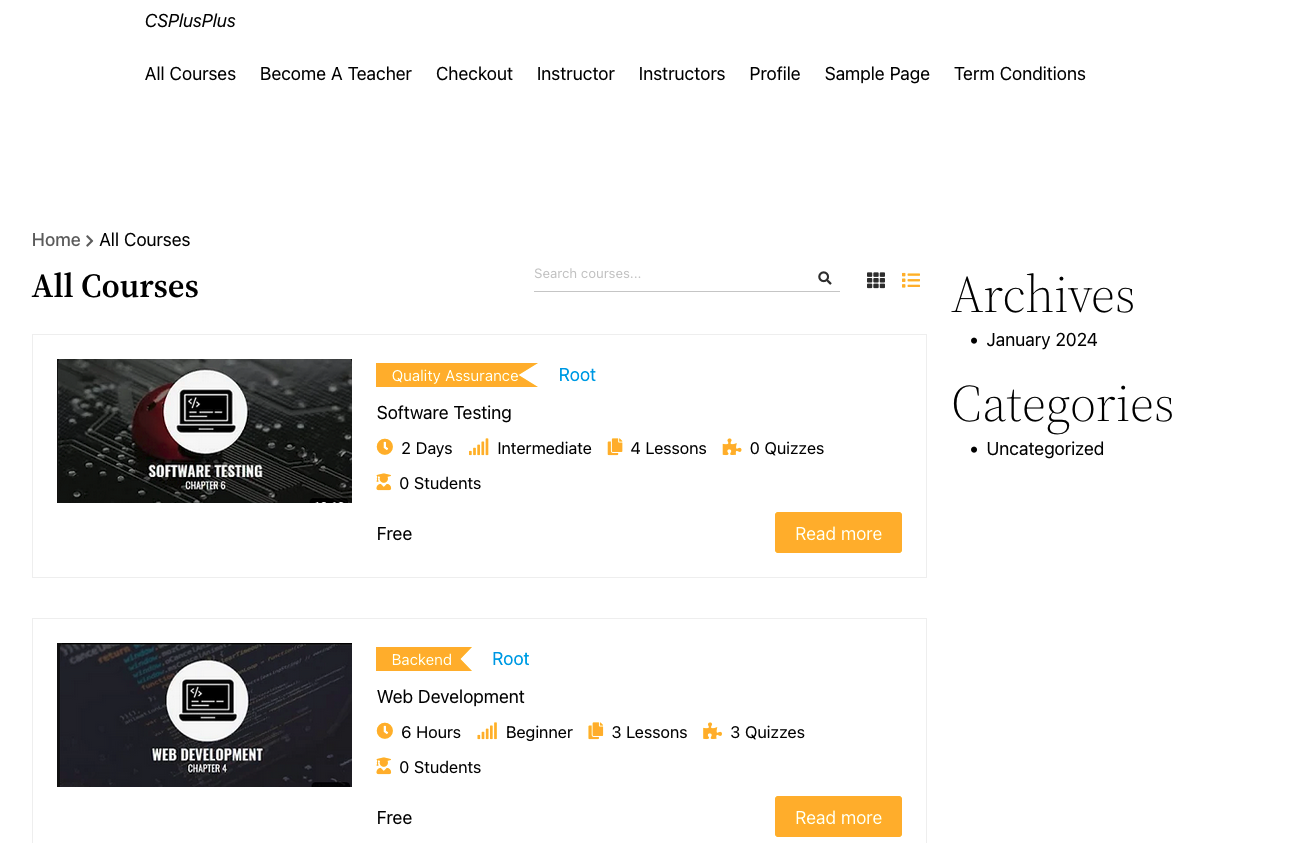 CSPlusPlus
All Courses Become A Teacher Checkout Instructor Instructors Profile Sample Page Term Conditions
Home All Courses
All Courses
Search courses...
SOFTWARE TESTING
CHAPTER 6
Quality Assurance Root
Software Testing
2 Days Intermediate 4 Lessons 0 Quizzes
0 Students
Free Read more
WEB DEVELOPMENT
CHAPTER 4
Backend Root
Web Development
6 Hours Beginner 3 Lessons 3 Quizzes
0 Students
Free Read more
Archives
January 2024
Categories
Uncategorized